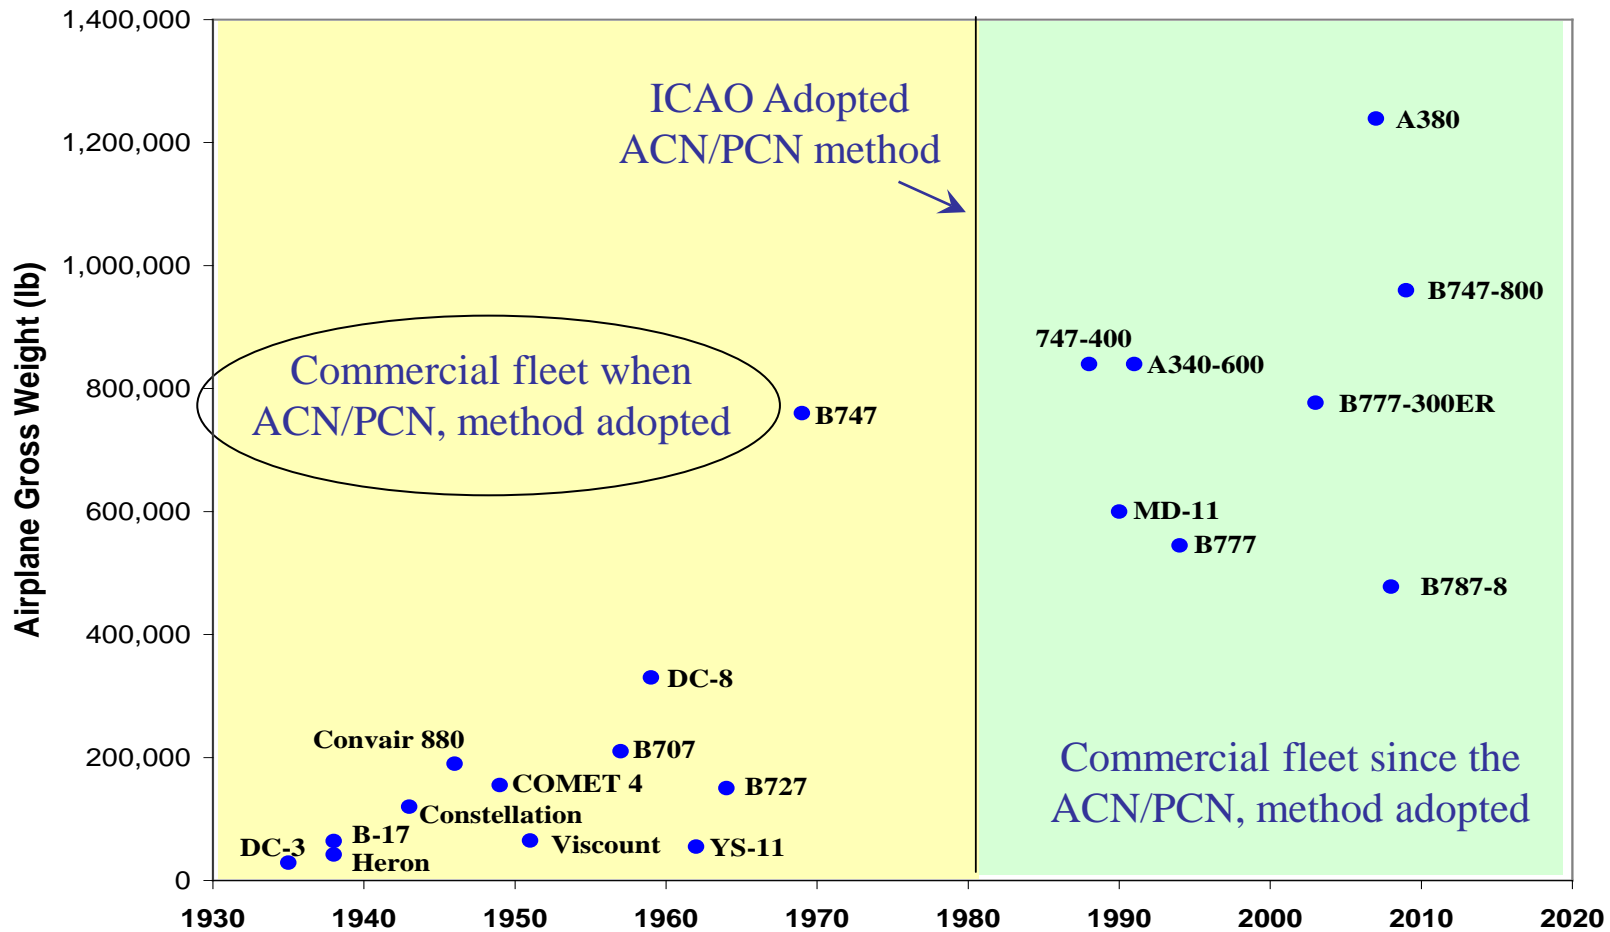 1,400,000
1,200,000
1,000,000
800,000
600,000
400,000
200,000
0
Airplane Gross Weight (lb)
1930
1940
1950
1960
1970
1980
1990
2000
2010
2020
ICAO Adopted
ACN/PCN method
Commercial fleet when
ACN/PCN, method adopted
Commercial fleet since the
ACN/PCN, method adopted
A380
B747-800
747-400
A340-600
B777-300ER
B747
MD-11
B777
B787-8
DC-8
Convair 880
B707
COMET 4
B727
Constellation
B-17
DC-3
Heron
Viscount
YS-11